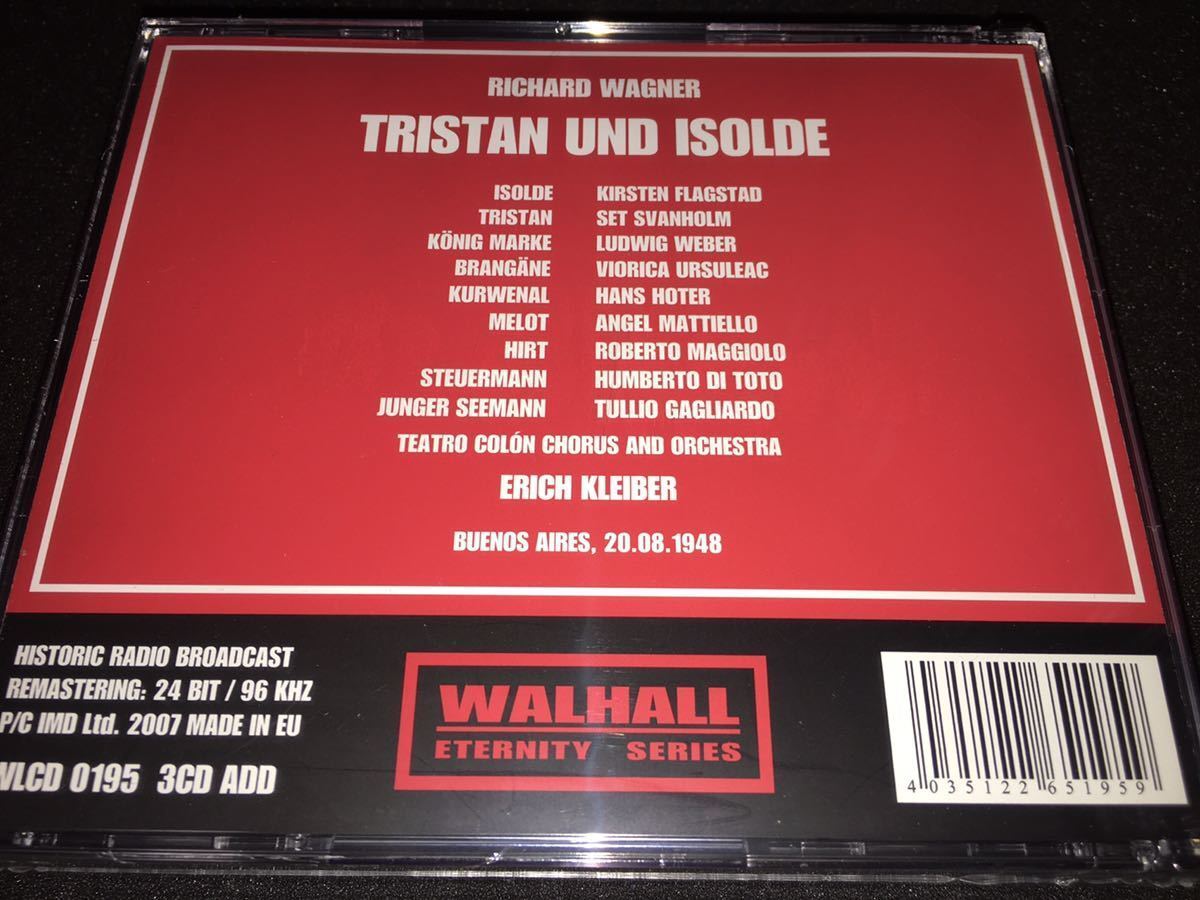 RICHARD WAGNER
TRISTAN UND ISOLDE
ISOLDE KIRSTEN FLAGSTAD
TRISTAN SET SVANHOLM
KÖNIG MARKE LUDWIG WEBER
BRANGÄNE VIORICA URSULEAC
KURWENAL HANS HOTER
MELOT ANGEL MATTIELLO
HIRT ROBERTO MAGGIOLO
STEUERMANN HUMBERTO DI TOTO
JUNGER SEEMANN TULLIO GAGLIARDO
TEATRO COLÓN CHORUS AND ORCHESTRA
ERICH KLEIBER
BUENOS AIRES, 20.08.1948
HISTORIC RADIO BROADCAST
REMASTERING: 24 BIT / 96 KHZ
P/C IMD Ltd. 2007 MADE IN EU
WLCD 0195 3CD ADD
WALHALL
ETERNITY SERIES
4 035122 651959